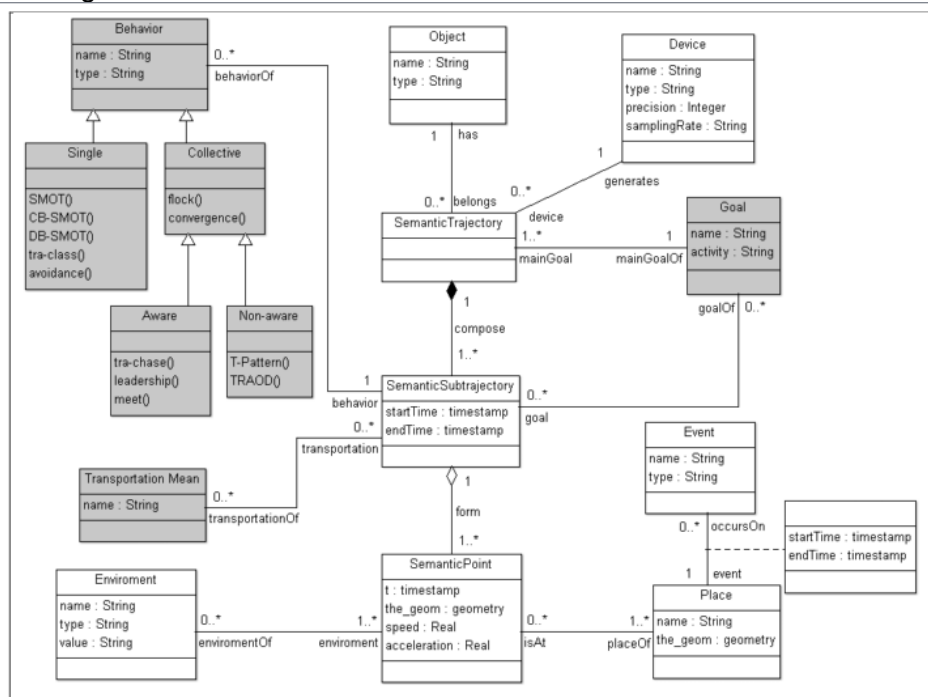 Behavior
name : String
type : String
0..*
behaviorOf
Object
name : String
type : String
1
has
Device
name : String
type : String
precision : Integer
samplingRate : String
1
generates
Single
SMOT()
CB-SMOT()
DB-SMOT()
tra-class()
avoidance()
Collective
flock()
convergence()
0..*
belongs
0..*
device
SemanticTrajectory
1..*
mainGoal
1
mainGoalOf
Goal
name : String
activity : String
goalOf
0..*
Aware
tra-chase()
leadership()
meet()
Non-aware
T-Pattern()
TRAOD()
1
compose
1..*
1
behavior
SemanticSubtrajectory
startTime : timestamp
endTime : timestamp
0..*
goal
0..*
transportation
Transportation Mean
name : String
0..*
transportationOf
1
form
1..*
Event
name : String
type : String
0..*
occursOn
startTime : timestamp
endTime : timestamp
1
event
Enviroment
name : String
type : String
value : String
0..*
enviromentOf
1..*
enviroment
SemanticPoint
t : timestamp
the_geom : geometry
speed : Real
acceleration : Real
0..*
isAt
1..*
placeOf
Place
name : String
the_geom : geometry